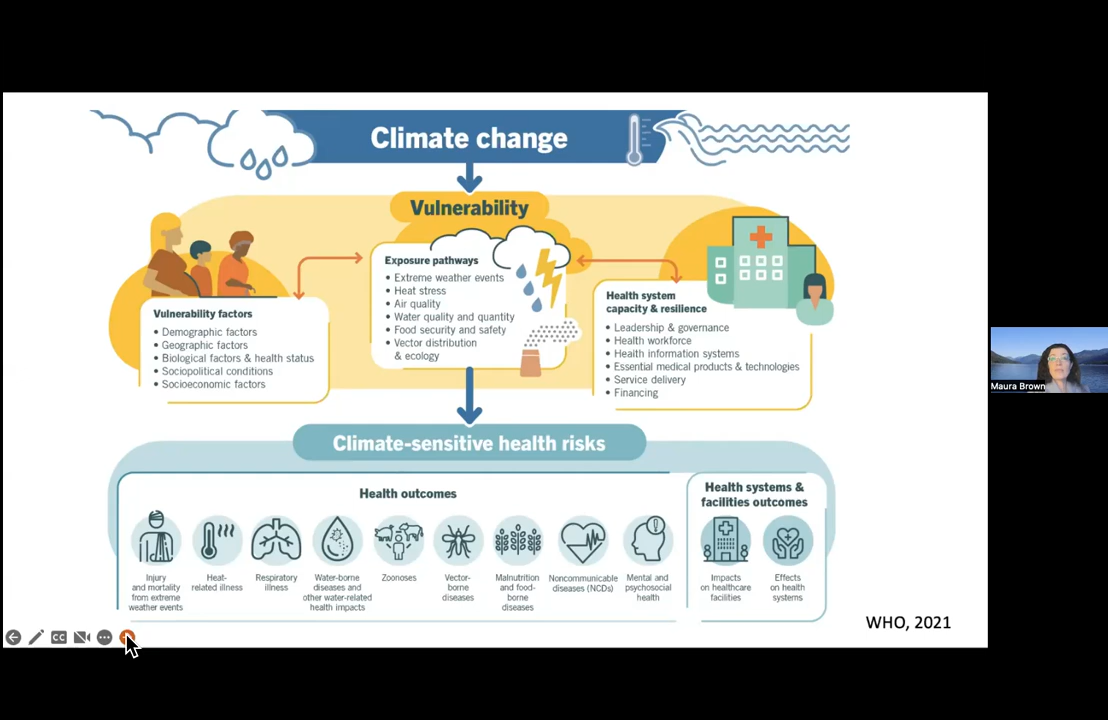 Climate change
Vulnerability
Exposure pathways
• Extreme weather events
• Heat stress
• Air quality
• Water quality and quantity
• Food security and safety
• Vector distribution
& ecology
Vulnerability factors
• Demographic factors
• Geographic factors
• Biological factors & health status
• Sociopolitical conditions
• Socioeconomic factors
Health system
capacity & resilience
• Leadership & governance
• Health workforce
• Health information systems
• Essential medical products & technologies
• Service delivery
• Financing
Climate-sensitive health risks
Health outcomes
Injury
and mortality
from extreme
weather events
Heat-
related illness
Respiratory
illness
Water-borne
diseases and
other water-related
health impacts
Zoonoses
Vector-
borne
diseases
Malnutrition
and food-
borne
diseases
Noncommunicable
diseases (NCDs)
Mental and
psychosocial
health
Health systems &
facilities outcomes
Impacts
on healthcare
facilities
Effects
on health
systems
WHO, 2021
CC
Maura Brown